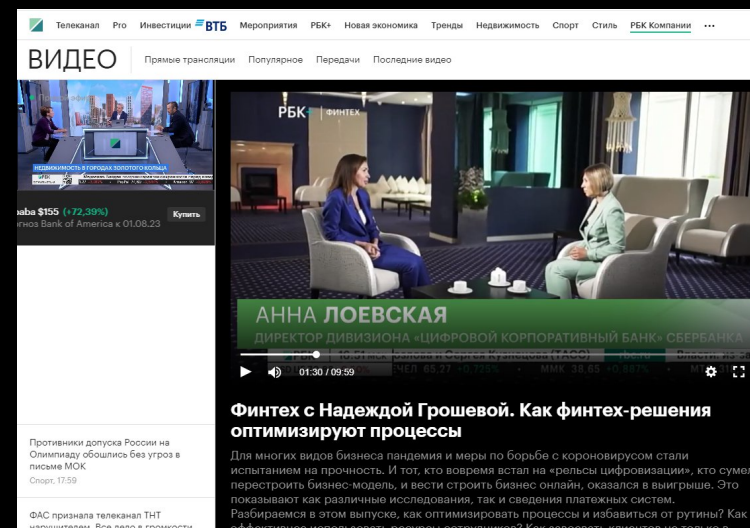 Телеканал Pro Инвестиции ВТБ Мероприятия РБК+ Новая экономика Тренды Недвижимость Спорт Стиль РБК Компании ...
ВИДЕО Прямые трансляции Популярное Передачи Последние видео
НЕДВИЖИМОСТЬ В ГОРОДАХ ЗОЛОТОГО КОЛЬЦА
$155 (+72,39%) Купить
Bank of America к 01.08.23
РБК+ ФИНТЕХ
АННА ЛОЕВСКАЯ
ДИРЕКТОР ДИВИЗИОНА «ЦИФРОВОЙ КОРПОРАТИВНЫЙ БАНК» СБЕРБАНКА
01:30 / 09:59
Финтех с Надеждой Грошевой. Как финтех-решения
оптимизируют процессы
Для многих видов бизнеса пандемия и меры по борьбе с короновирусом стали
испытанием на прочность. И тот, кто вовремя встал на «рельсы цифровизации», кто сумел
перестроить бизнес-модель, и вести строить бизнес онлайн, оказался в выигрыше. Это
показывают как различные исследования, так и сведения платежных систем.
Разбираемся в этом выпуске, как оптимизировать процессы и избавиться от рутины? Как
Противники допуска России на
Олимпиаду обошлись без угроз в
письме МОК
Спорт, 17:59
ФАС признала телеканал ТНТ